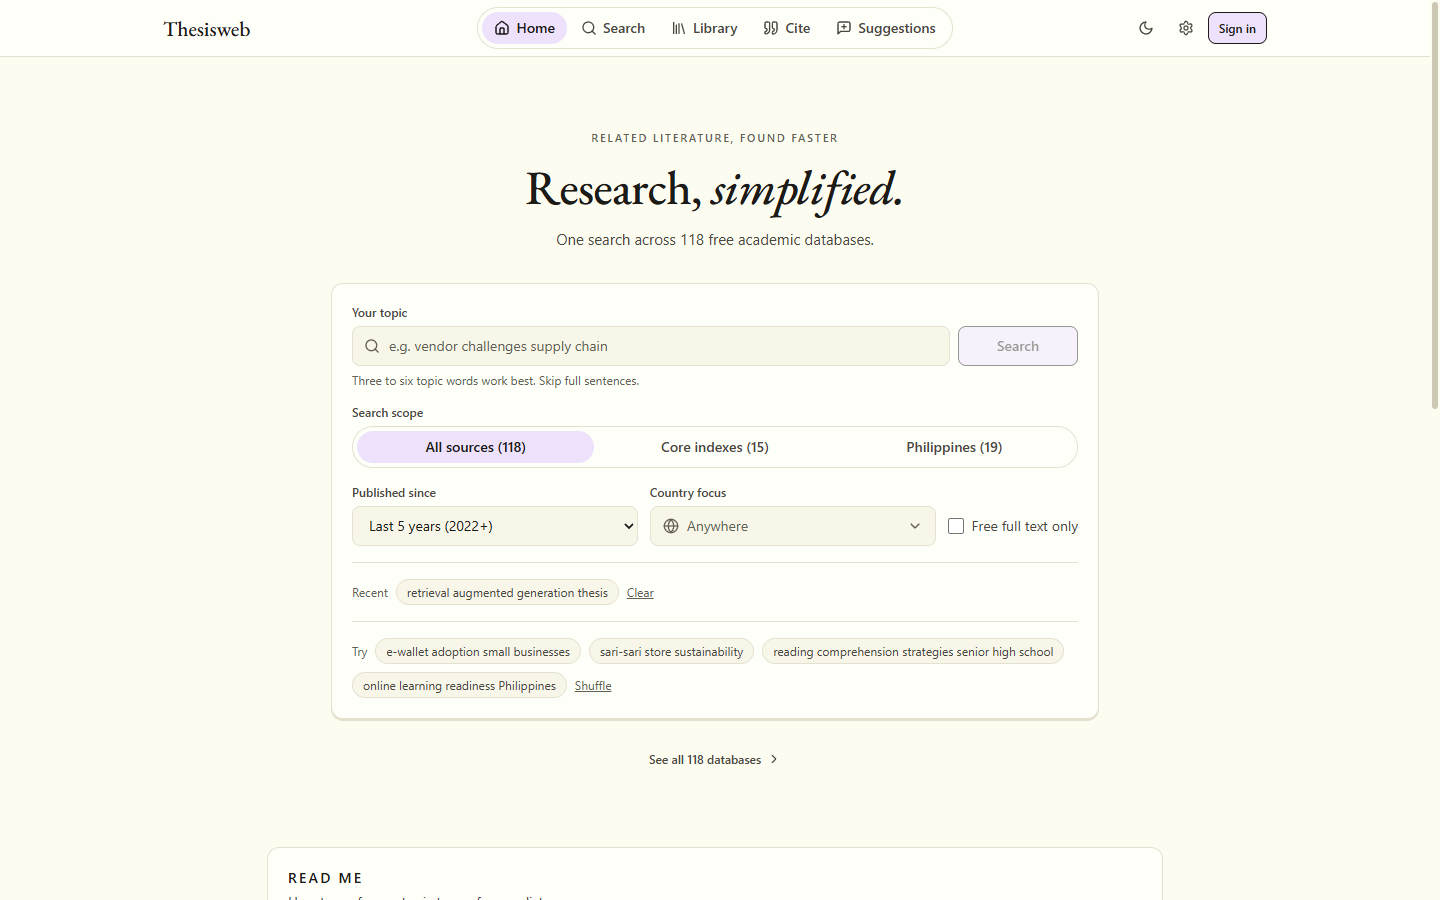 Thesisweb
Home Search Library Cite Suggestions
Sign in
RELATED LITERATURE, FOUND FASTER
Research, simplified.
One search across 118 free academic databases.
Your topic
e.g. vendor challenges supply chain
Search
Three to six topic words work best. Skip full sentences.
Search scope
All sources (118) Core indexes (15) Philippines (19)
Published since
Country focus
Last 5 years (2022+)
Anywhere
Free full text only
Recent retrieval augmented generation thesis Clear
Try e-wallet adoption small businesses sari-sari store sustainability reading comprehension strategies senior high school
online learning readiness Philippines Shuffle
See all 118 databases
READ ME